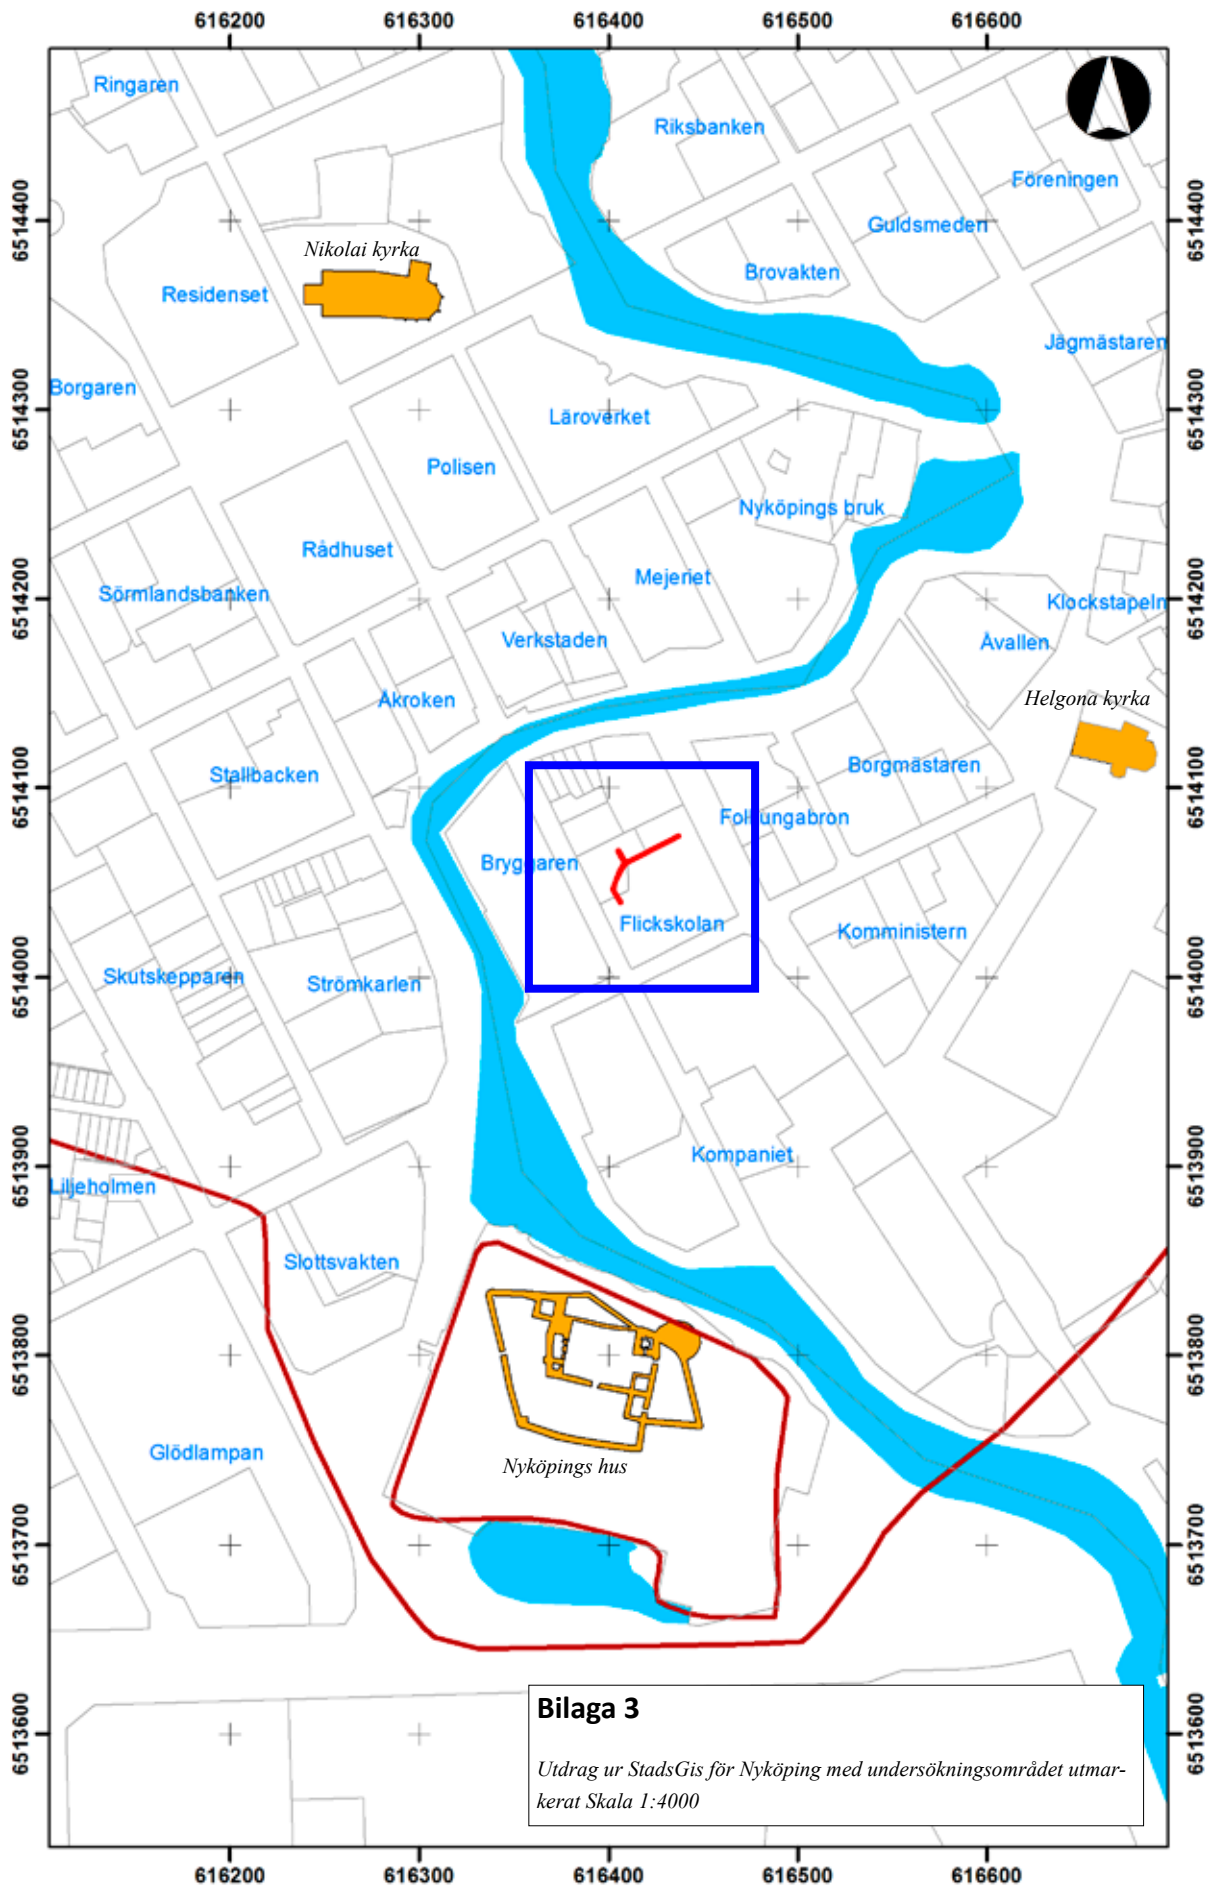 616200 616300 616400 616500 616600
Ringaren
Riksbanken
Föreningen
6514400
6514400
Guldsmeden
Nikolai kyrka
Brovakten
Residenset
Jägmästaren
Borgaren
6514300
6514300
Läroverket
Polisen
Nyköpings bruk
Rådhuset
Mejeriet
Sörmlandsbanken
6514200
6514200
Klockstapeln
Verkstaden
Åvallen
Åkroken
Helgona kyrka
Stallbacken
Borgmästaren
6514100
6514100
Folkungabron
Bryggaren
Flickskolan
Komministern
Skutskepparen
Strömkarlen
6514000
6514000
Kompaniet
6513900
6513900
Liljeholmen
Slottsvakten
6513800
6513800
Glödlampan
Nyköpings hus
6513700
6513700
Bilaga 3
6513600
6513600
Utdrag ur StadsGis för Nyköping med undersökningsområdet utmar-
kerat Skala 1:4000
616200 616300 616400 616500 616600